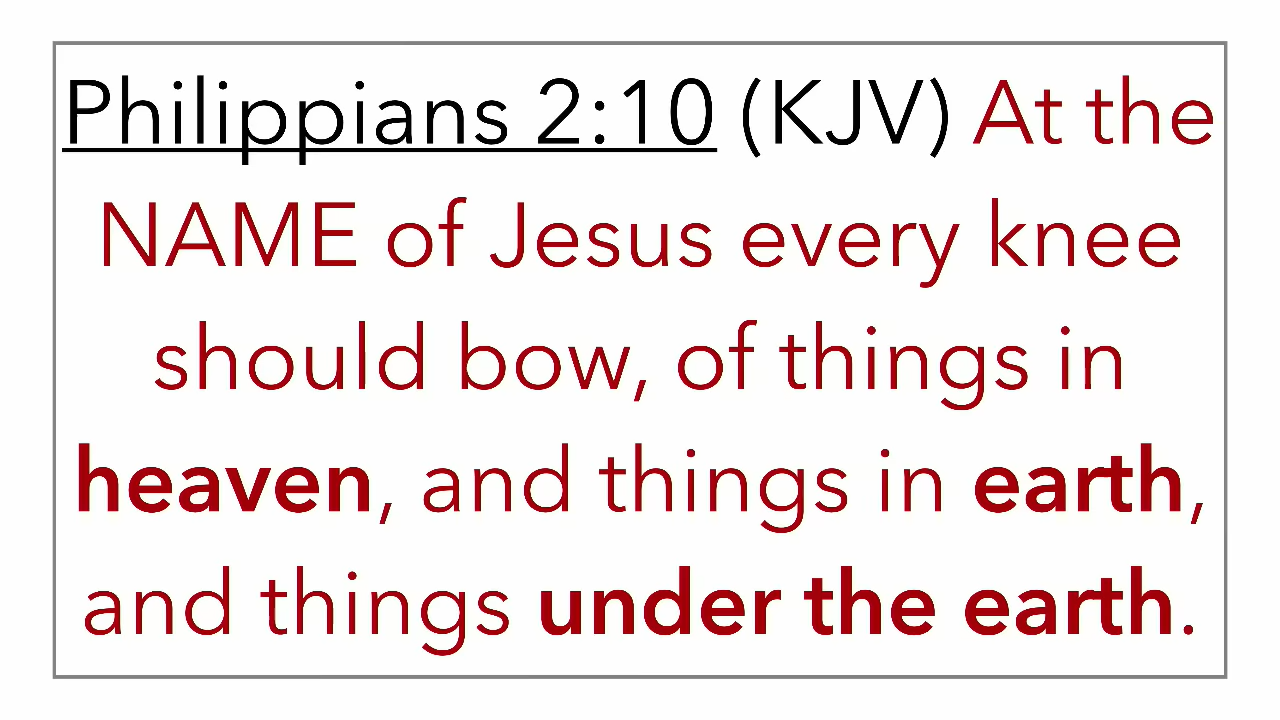 Philippians 2:10 (KJV) At the
NAME of Jesus every knee
should bow, of things in
heaven, and things in earth,
and things under the earth.